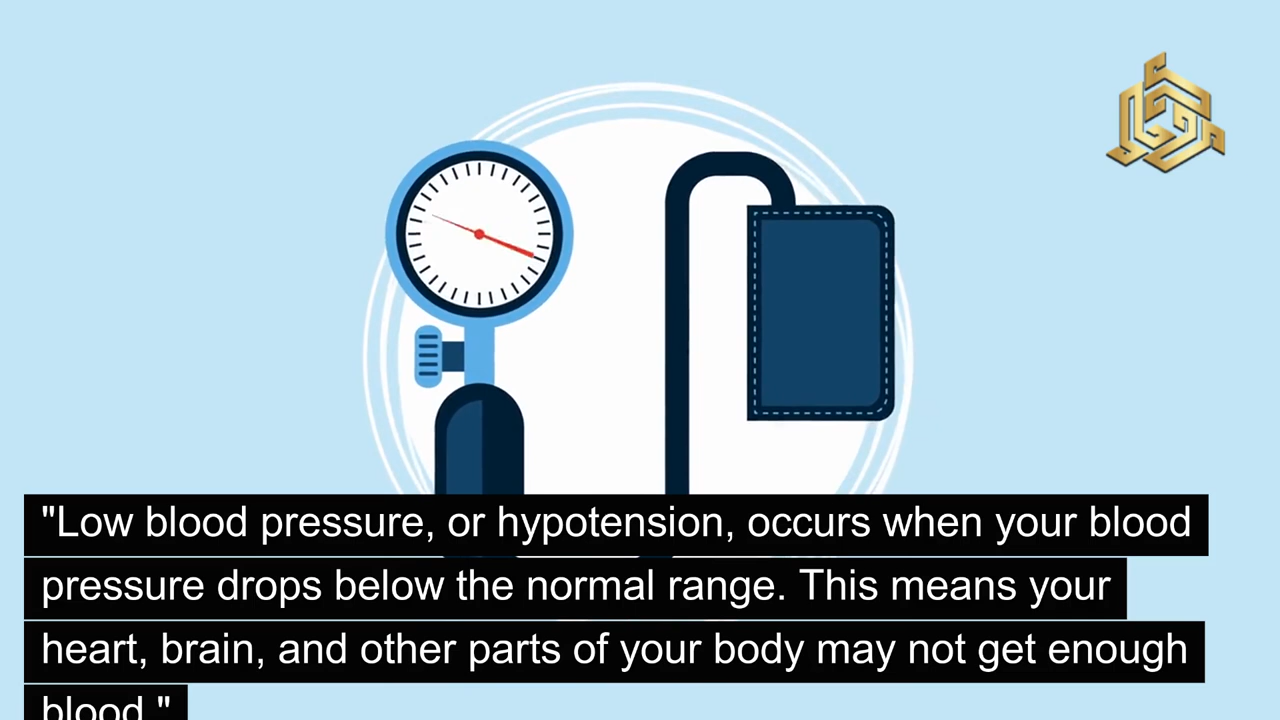 "Low blood pressure, or hypotension, occurs when your blood
pressure drops below the normal range. This means your
heart, brain, and other parts of your body may not get enough
blood."